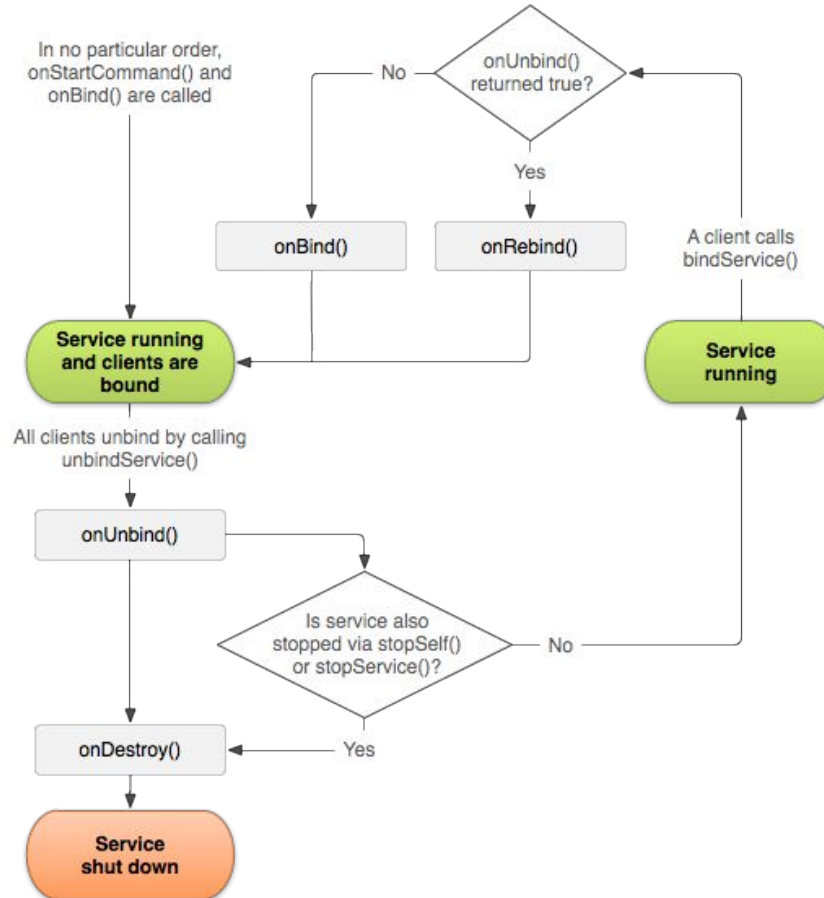 In no particular order,
onStartCommand() and
onBind() are called
onUnbind()
returned true?
No
Yes
onBind()
onRebind()
A client calls
bindService()
Service running
and clients are
bound
Service
running
All clients unbind by calling
unbindService()
onUnbind()
Is service also
stopped via stopSelf()
or stopService()?
No
Yes
onDestroy()
Service
shut down